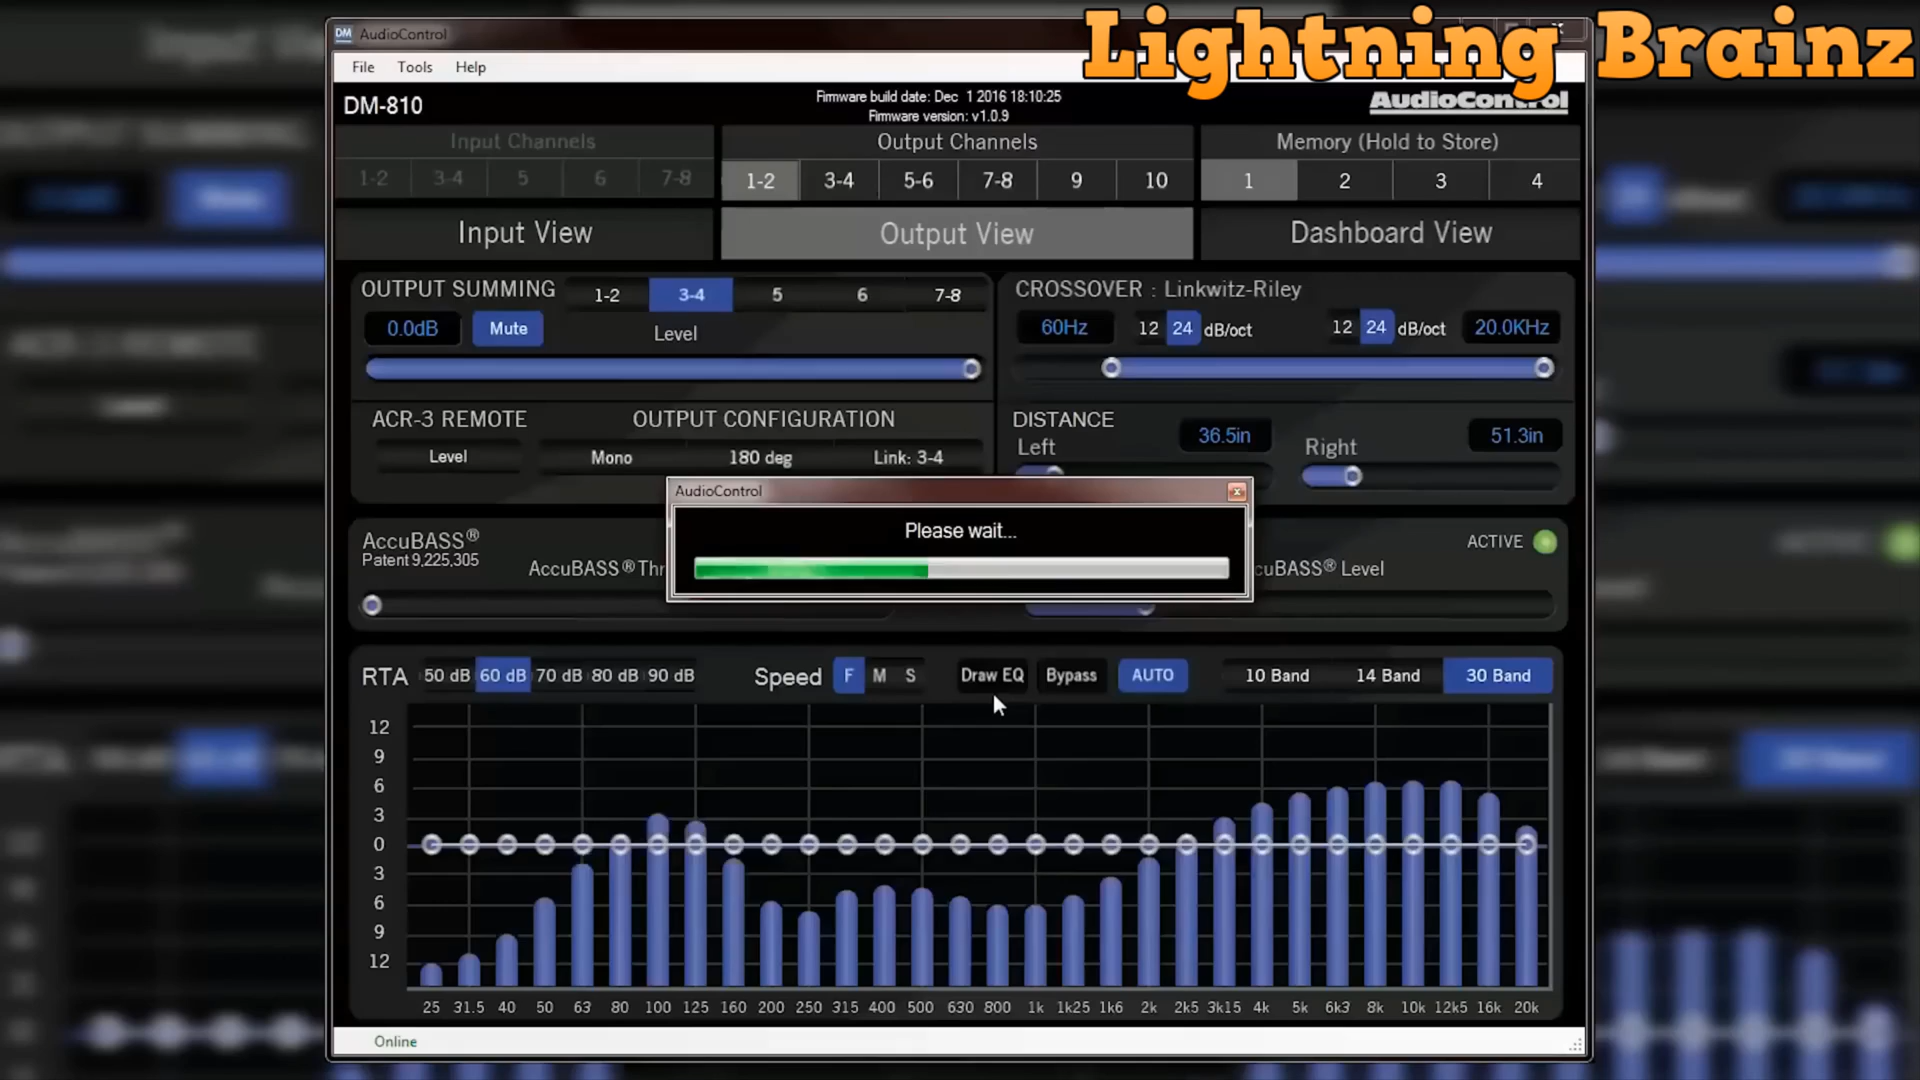 Lightning Brainz
DM AudioControl
File Tools Help
DM-810
Firmware build date: Dec 1 2016 18:10:25
Firmware version: v1.0.9
AudioControl
Input Channels
Output Channels
Memory (Hold to Store)
1-2 3-4 5 6 7-8
1-2 3-4 5-6 7-8 9 10
1 2 3 4
Input View
Output View
Dashboard View
OUTPUT SUMMING 1-2 3-4 5 6 7-8
0.0dB Mute Level
CROSSOVER : Linkwitz-Riley
60Hz 12 24 dB/oct 12 24 dB/oct 20.0KHz
ACR-3 REMOTE OUTPUT CONFIGURATION
Level Mono 180 deg Link: 3-4
DISTANCE
Left 36.5in Right 51.3in
AudioControl
Please wait...
AccuBASS®
Patent 9,225,305
AccuBASS® Thr
cuBASS® Level
ACTIVE
RTA 50 dB 60 dB 70 dB 80 dB 90 dB Speed F M S Draw EQ Bypass AUTO 10 Band 14 Band 30 Band
12
9
6
3
0
3
6
9
12
25 31.5 40 50 63 80 100 125 160 200 250 315 400 500 630 800 1k 1k25 1k6 2k 2k5 3k15 4k 5k 6k3 8k 10k 12k5 16k 20k
Online